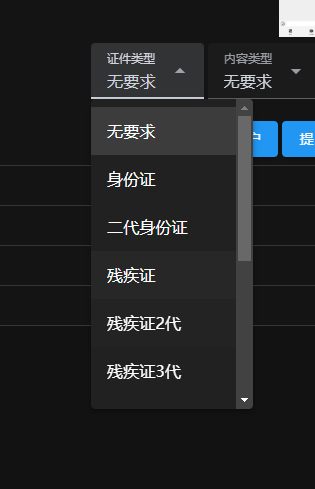 证件类型
内容类型
无要求
无要求
无要求
身份证
二代身份证
残疾证
残疾证2代
残疾证3代
户
提